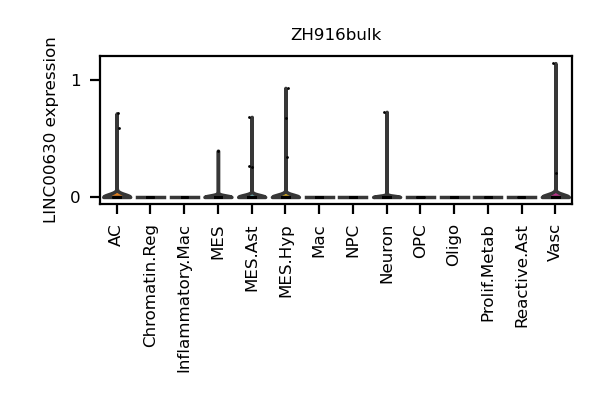 ZH916bulk
LINC00630 expression
1
0
AC
Chromatin.Reg
Inflammatory.Mac
MES
MES.Ast
MES.Hyp
Mac
NPC
Neuron
OPC
Oligo
Prolif.Metab
Reactive.Ast
Vasc